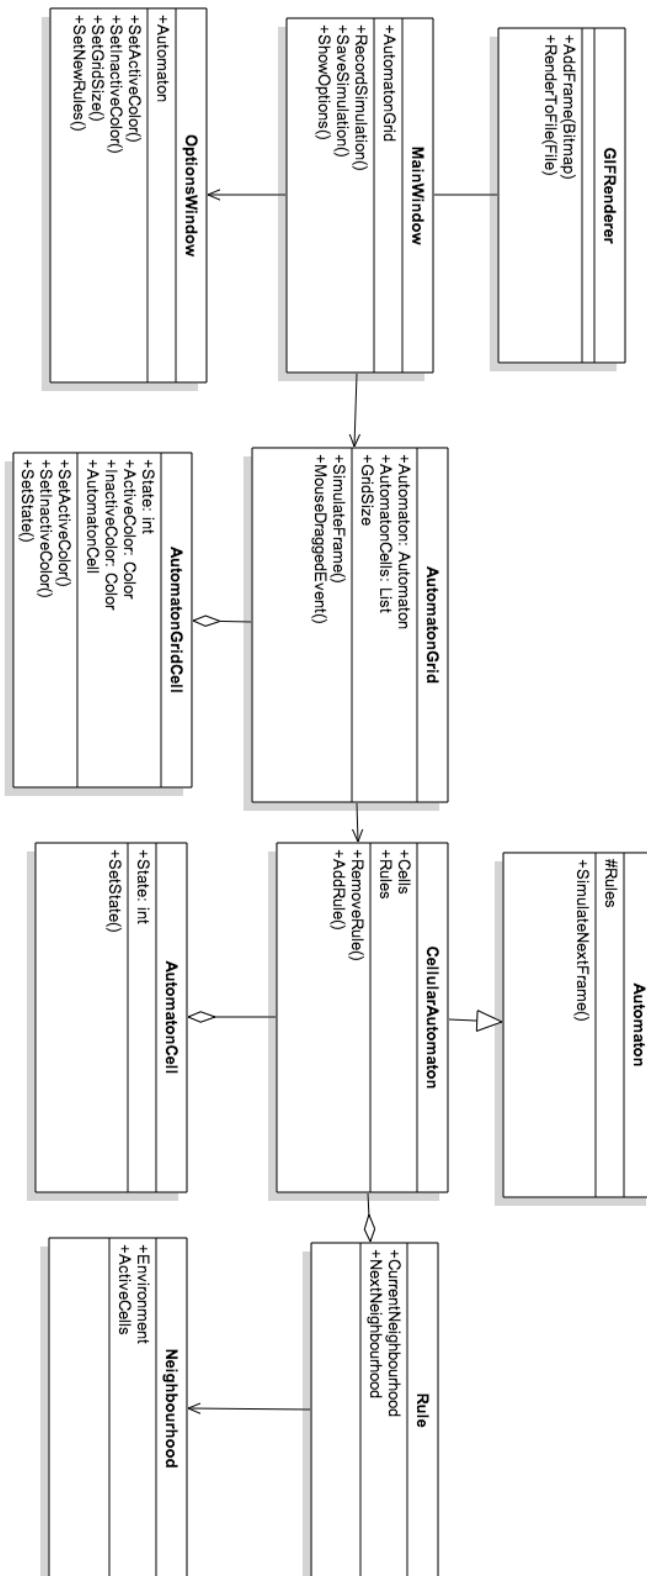 GIFRenderer
+AddFrame(Bitmap)
+RenderToFile(File)
MainWindow
+AutomatonGrid
+RecordSimulation()
+SaveSimulation()
+ShowOptions()
OptionsWindow
+Automaton
+SetActiveColor()
+SetInactiveColor()
+SetGridSize()
+SetNewRules()
AutomatonGrid
+Automaton: Automaton
+AutomatonCells: List
+GridSize
+SimulateFrame()
+MouseDraggedEvent()
AutomatonGridCell
+State: int
+ActiveColor: Color
+InactiveColor: Color
+AutomatonCell
+SetActiveColor()
+SetInactiveColor()
+SetState()
Automaton
#Rules
+SimulateNextFrame()
CellularAutomaton
+Cells
+Rules
+RemoveRule()
+AddRule()
AutomatonCell
+State: int
+SetState()
Rule
+CurrentNeighbourhood
+NextNeighbourhood
Neighbourhood
+Environment
+ActiveCells